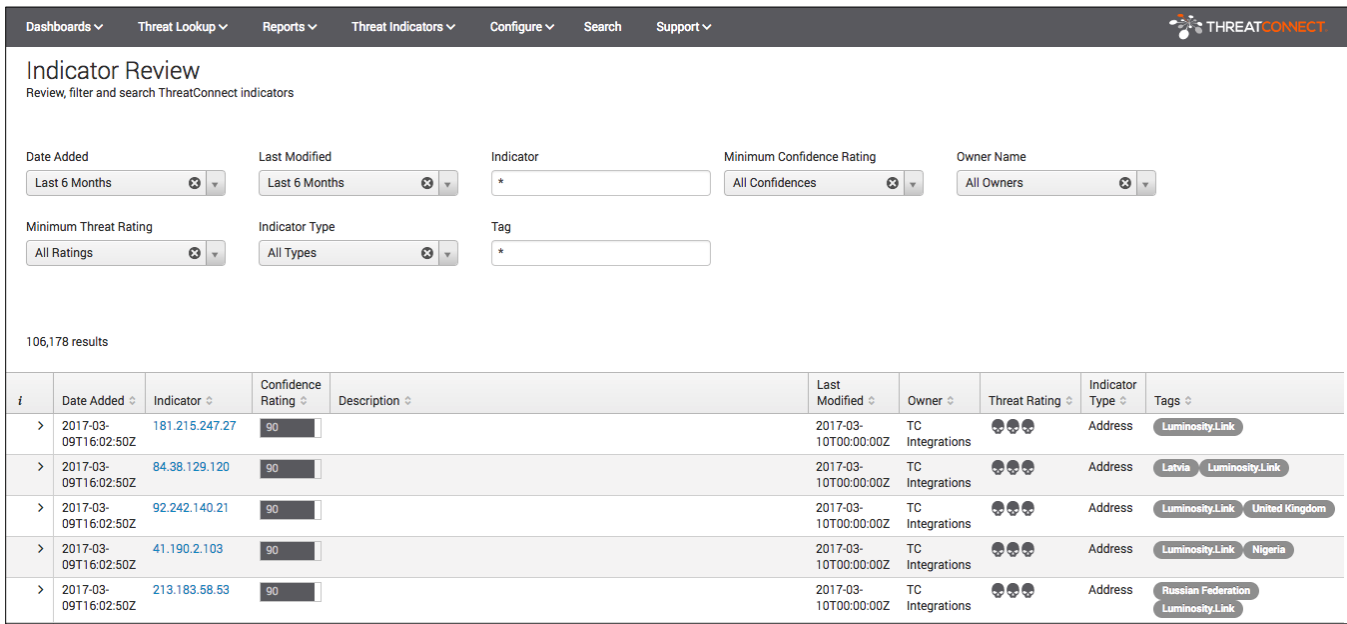 Dashboards Threat Lookup Reports Threat Indicators Configure Search Support THREATCONNECT
Indicator Review
Review, filter and search ThreatConnect indicators
Date Added Last Modified Indicator Minimum Confidence Rating Owner Name
Last 6 Months Last 6 Months * All Confidences All Owners
Minimum Threat Rating Indicator Type Tag
All Ratings All Types *
106,178 results
Confidence Last Indicator
i Date Added Indicator Rating Description Modified Owner Threat Rating Type Tags
2017-03- 181.215.247.27 90 2017-03- TC Address Luminosity.Link
09T16:02:50Z 10T00:00:00Z Integrations
2017-03- 84.38.129.120 90 2017-03- TC Address Latvia Luminosity.Link
09T16:02:50Z 10T00:00:00Z Integrations
2017-03- 92.242.140.21 90 2017-03- TC Address Luminosity.Link United Kingdom
09T16:02:50Z 10T00:00:00Z Integrations
2017-03- 41.190.2.103 90 2017-03- TC Address Luminosity.Link Nigeria
09T16:02:50Z 10T00:00:00Z Integrations
2017-03- 213.183.58.53 90 2017-03- TC Address Russian Federation
09T16:02:50Z 10T00:00:00Z Integrations Luminosity.Link